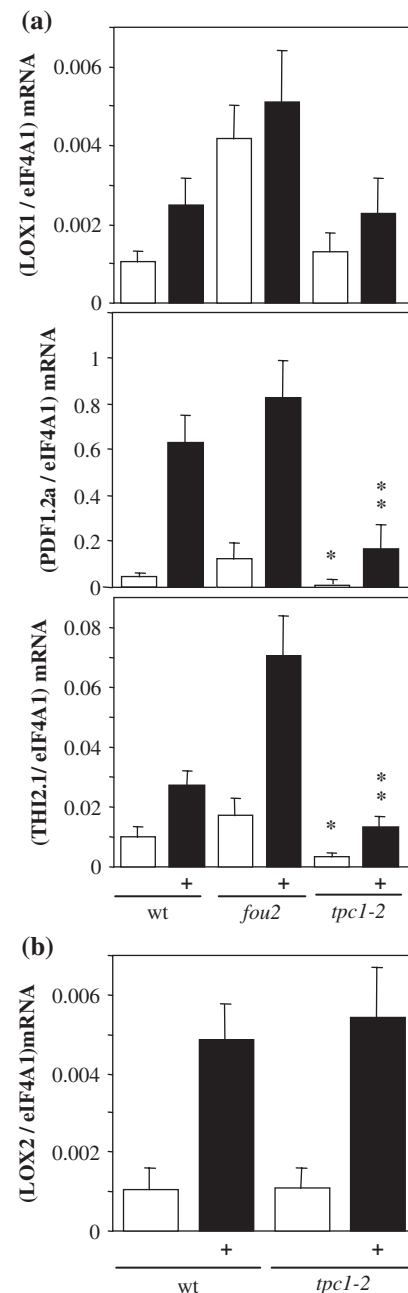 (a)
(LOX1 / eIF4A1) mRNA
0.006
0.004
0.002
0
(PDF1.2a / eIF4A1) mRNA
1
0.8
0.6
0.4
0.2
0
*
*
*
(THI2.1/ eIF4A1) mRNA
0.08
0.06
0.04
0.02
0
*
*
*
+ + +
wt fou2 tpc1-2
(b)
(LOX2 / eIF4A1)mRNA
0.006
0.004
0.002
0
+ +
wt tpc1-2